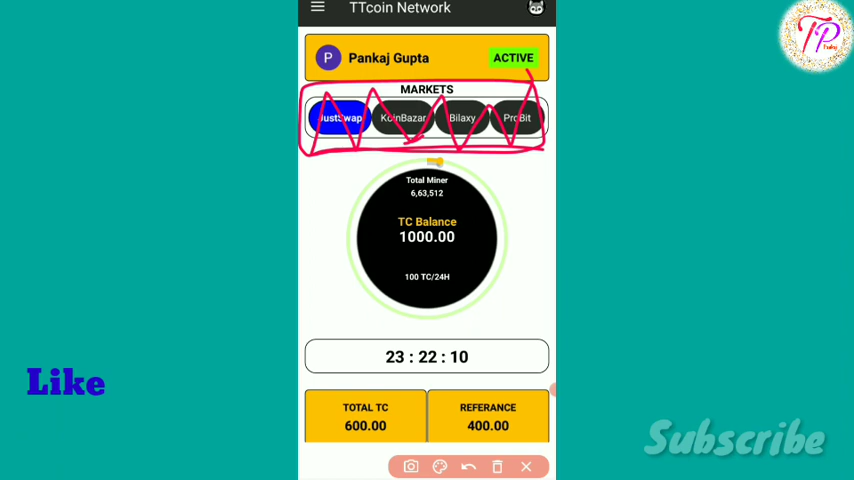 TTcoin Network
P
Pankaj Gupta
ACTIVE
MARKETS
JustSwap
KoinBazar
Bilaxy
ProBit
Total Miner
6,63,512
TC Balance
1000.00
100 TC/24H
23 : 22 : 10
TOTAL TC
600.00
REFERANCE
400.00
Like
Subscribe
TP